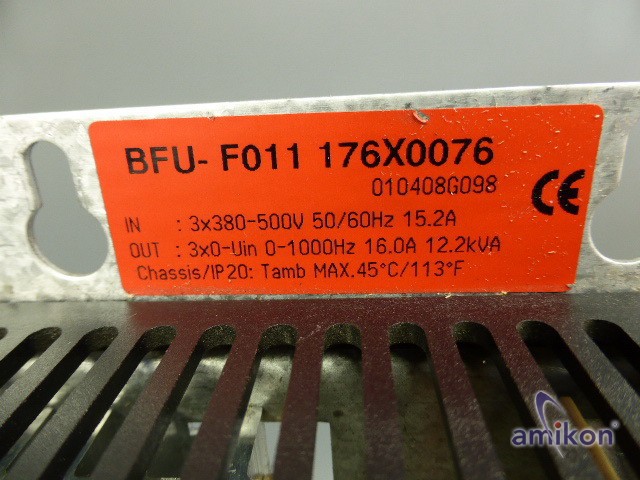 BFU- F011 176X0076
010408G098
CE
IN : 3x380-500V 50/60Hz 15.2A
OUT : 3x0-Uin 0-1000Hz 16.0A 12.2kVA
Chassis/IP20: Tamb MAX.45°C/113°F
amikon